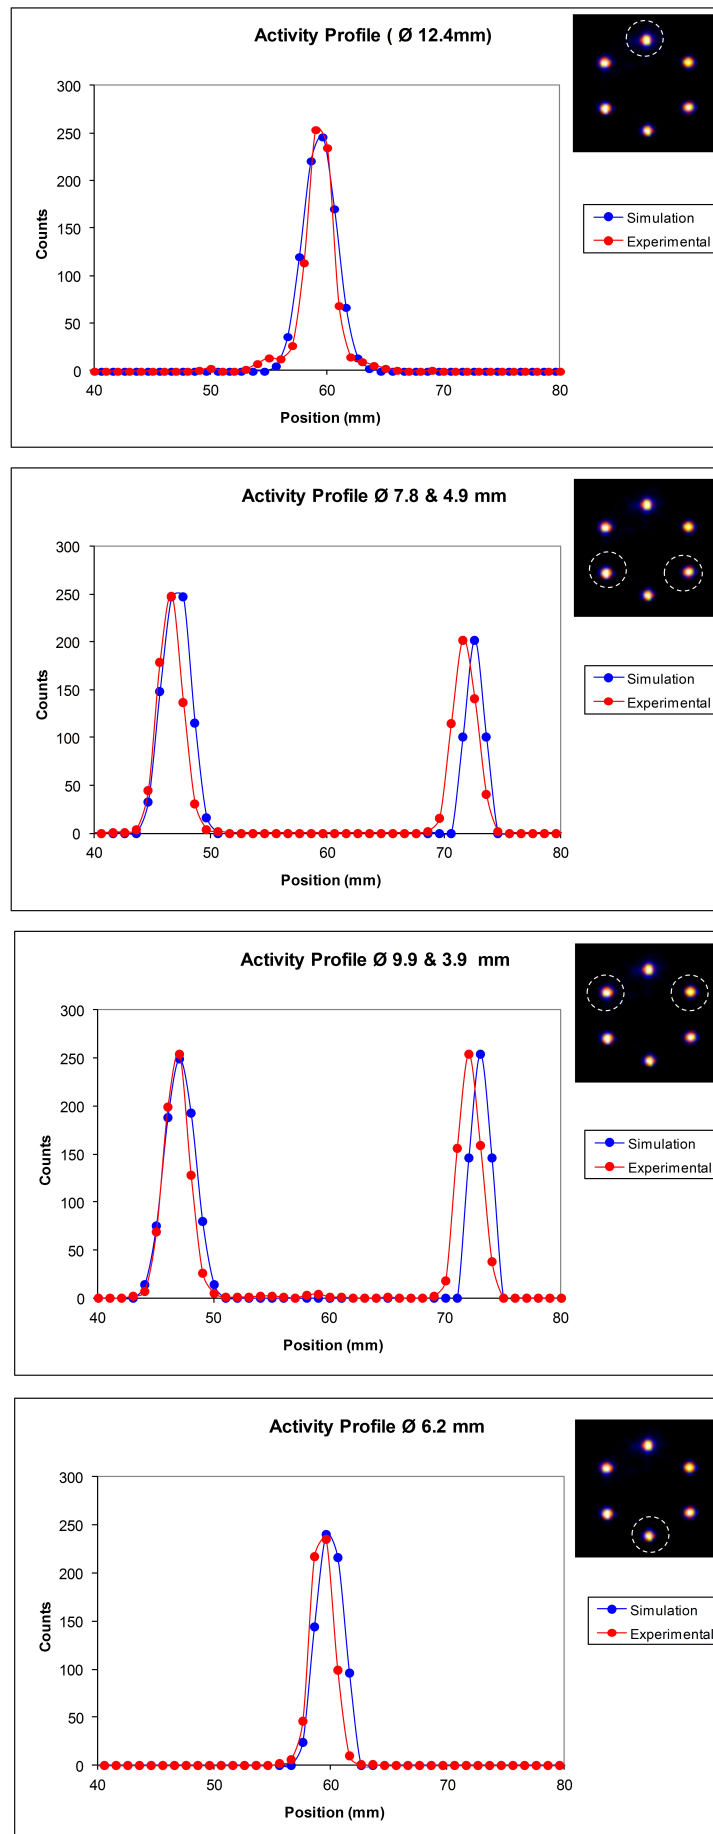 Activity Profile ( Ø 12.4mm)
300
250
200
150
100
50
0
Counts
40 50 60 70 80
Position (mm)
Simulation
Experimental
Activity Profile Ø 7.8 & 4.9 mm
300
250
200
150
100
50
0
Counts
40 50 60 70 80
Position (mm)
Simulation
Experimental
Activity Profile Ø 9.9 & 3.9 mm
300
250
200
150
100
50
0
Counts
40 50 60 70 80
Position (mm)
Simulation
Experimental
Activity Profile Ø 6.2 mm
300
250
200
150
100
50
0
Counts
40 50 60 70 80
Position (mm)
Simulation
Experimental